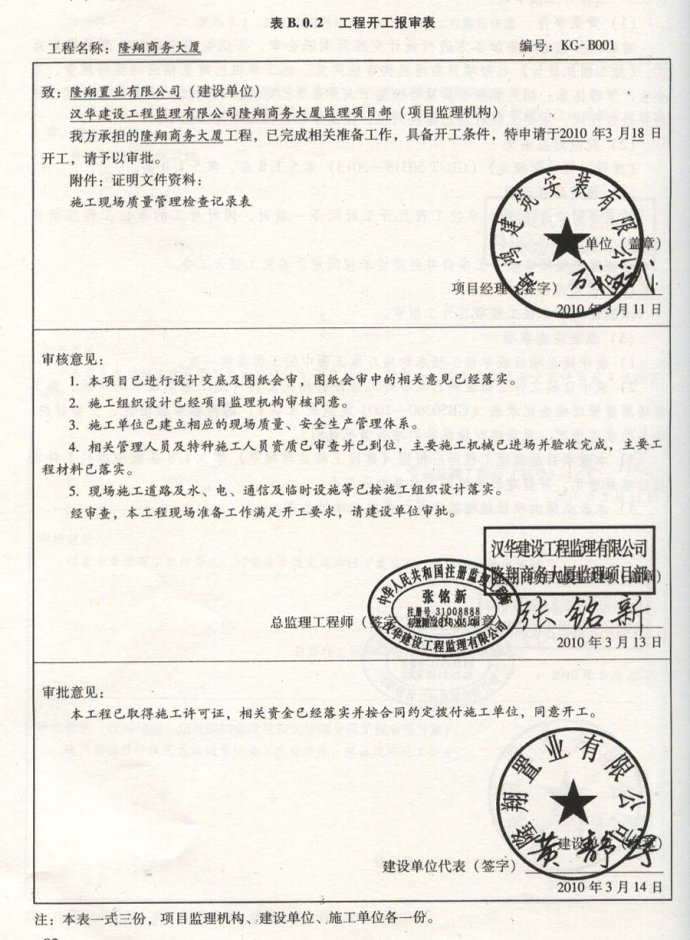 表 B.0.2 工程开工报审表
工程名称：隆翔商务大厦 编号：KG-B001
致：隆翔置业有限公司（建设单位）
汉华建设工程监理有限公司隆翔商务大厦监理项目部（项目监理机构）
我方承担的隆翔商务大厦工程，已完成相关准备工作，具备开工条件，特申请于2010 年3 月18 日
开工，请予以审批。
附件：证明文件资料：
施工现场质量管理检查记录表
鸿建筑安装有限公司
工单位（盖章）
项目经理（签字）
2010 年 3 月 11 日
审核意见：
1. 本项目已进行设计交底及图纸会审，图纸会审中的相关意见已经落实。
2. 施工组织设计已经项目监理机构审核同意。
3. 施工单位已建立相应的现场质量、安全生产管理体系。
4. 相关管理人员及特种施工人员资质已审查并已到位，主要施工机械已进场并验收完成，主要工
程材料已落实。
5. 现场施工道路及水、电、通信及临时设施等已按施工组织设计落实。
经审查，本工程现场准备工作满足开工要求，请建设单位审批。
汉华建设工程监理有限公司
隆翔商务大厦监理项目部
中华人民共和国注册监理工程师
张铭新
注册号 31008888
有效期2013.05.08
汉华建设工程监理有限公司
总监理工程师（签字 章） 张铭新
2010 年 3 月 13 日
审批意见：
本工程已取得施工许可证，相关资金已经落实并按合同约定拨付施工单位，同意开工。
隆翔置业有限公司
建设单位
建设单位代表（签字） 黄静
2010 年 3 月 14 日
注：本表一式三份，项目监理机构、建设单位、施工单位各一份。